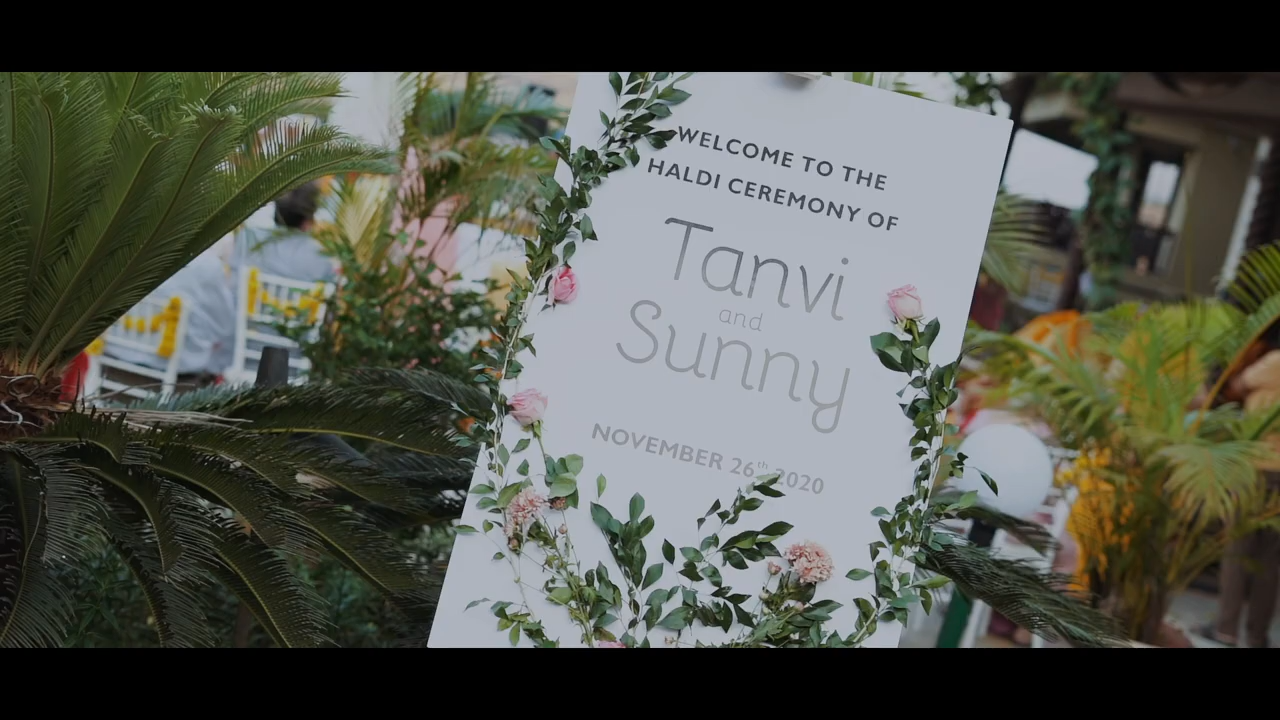 WELCOME TO THE
HALDI CEREMONY OF
Tanvi
and
Sunny
NOVEMBER 26th 2020